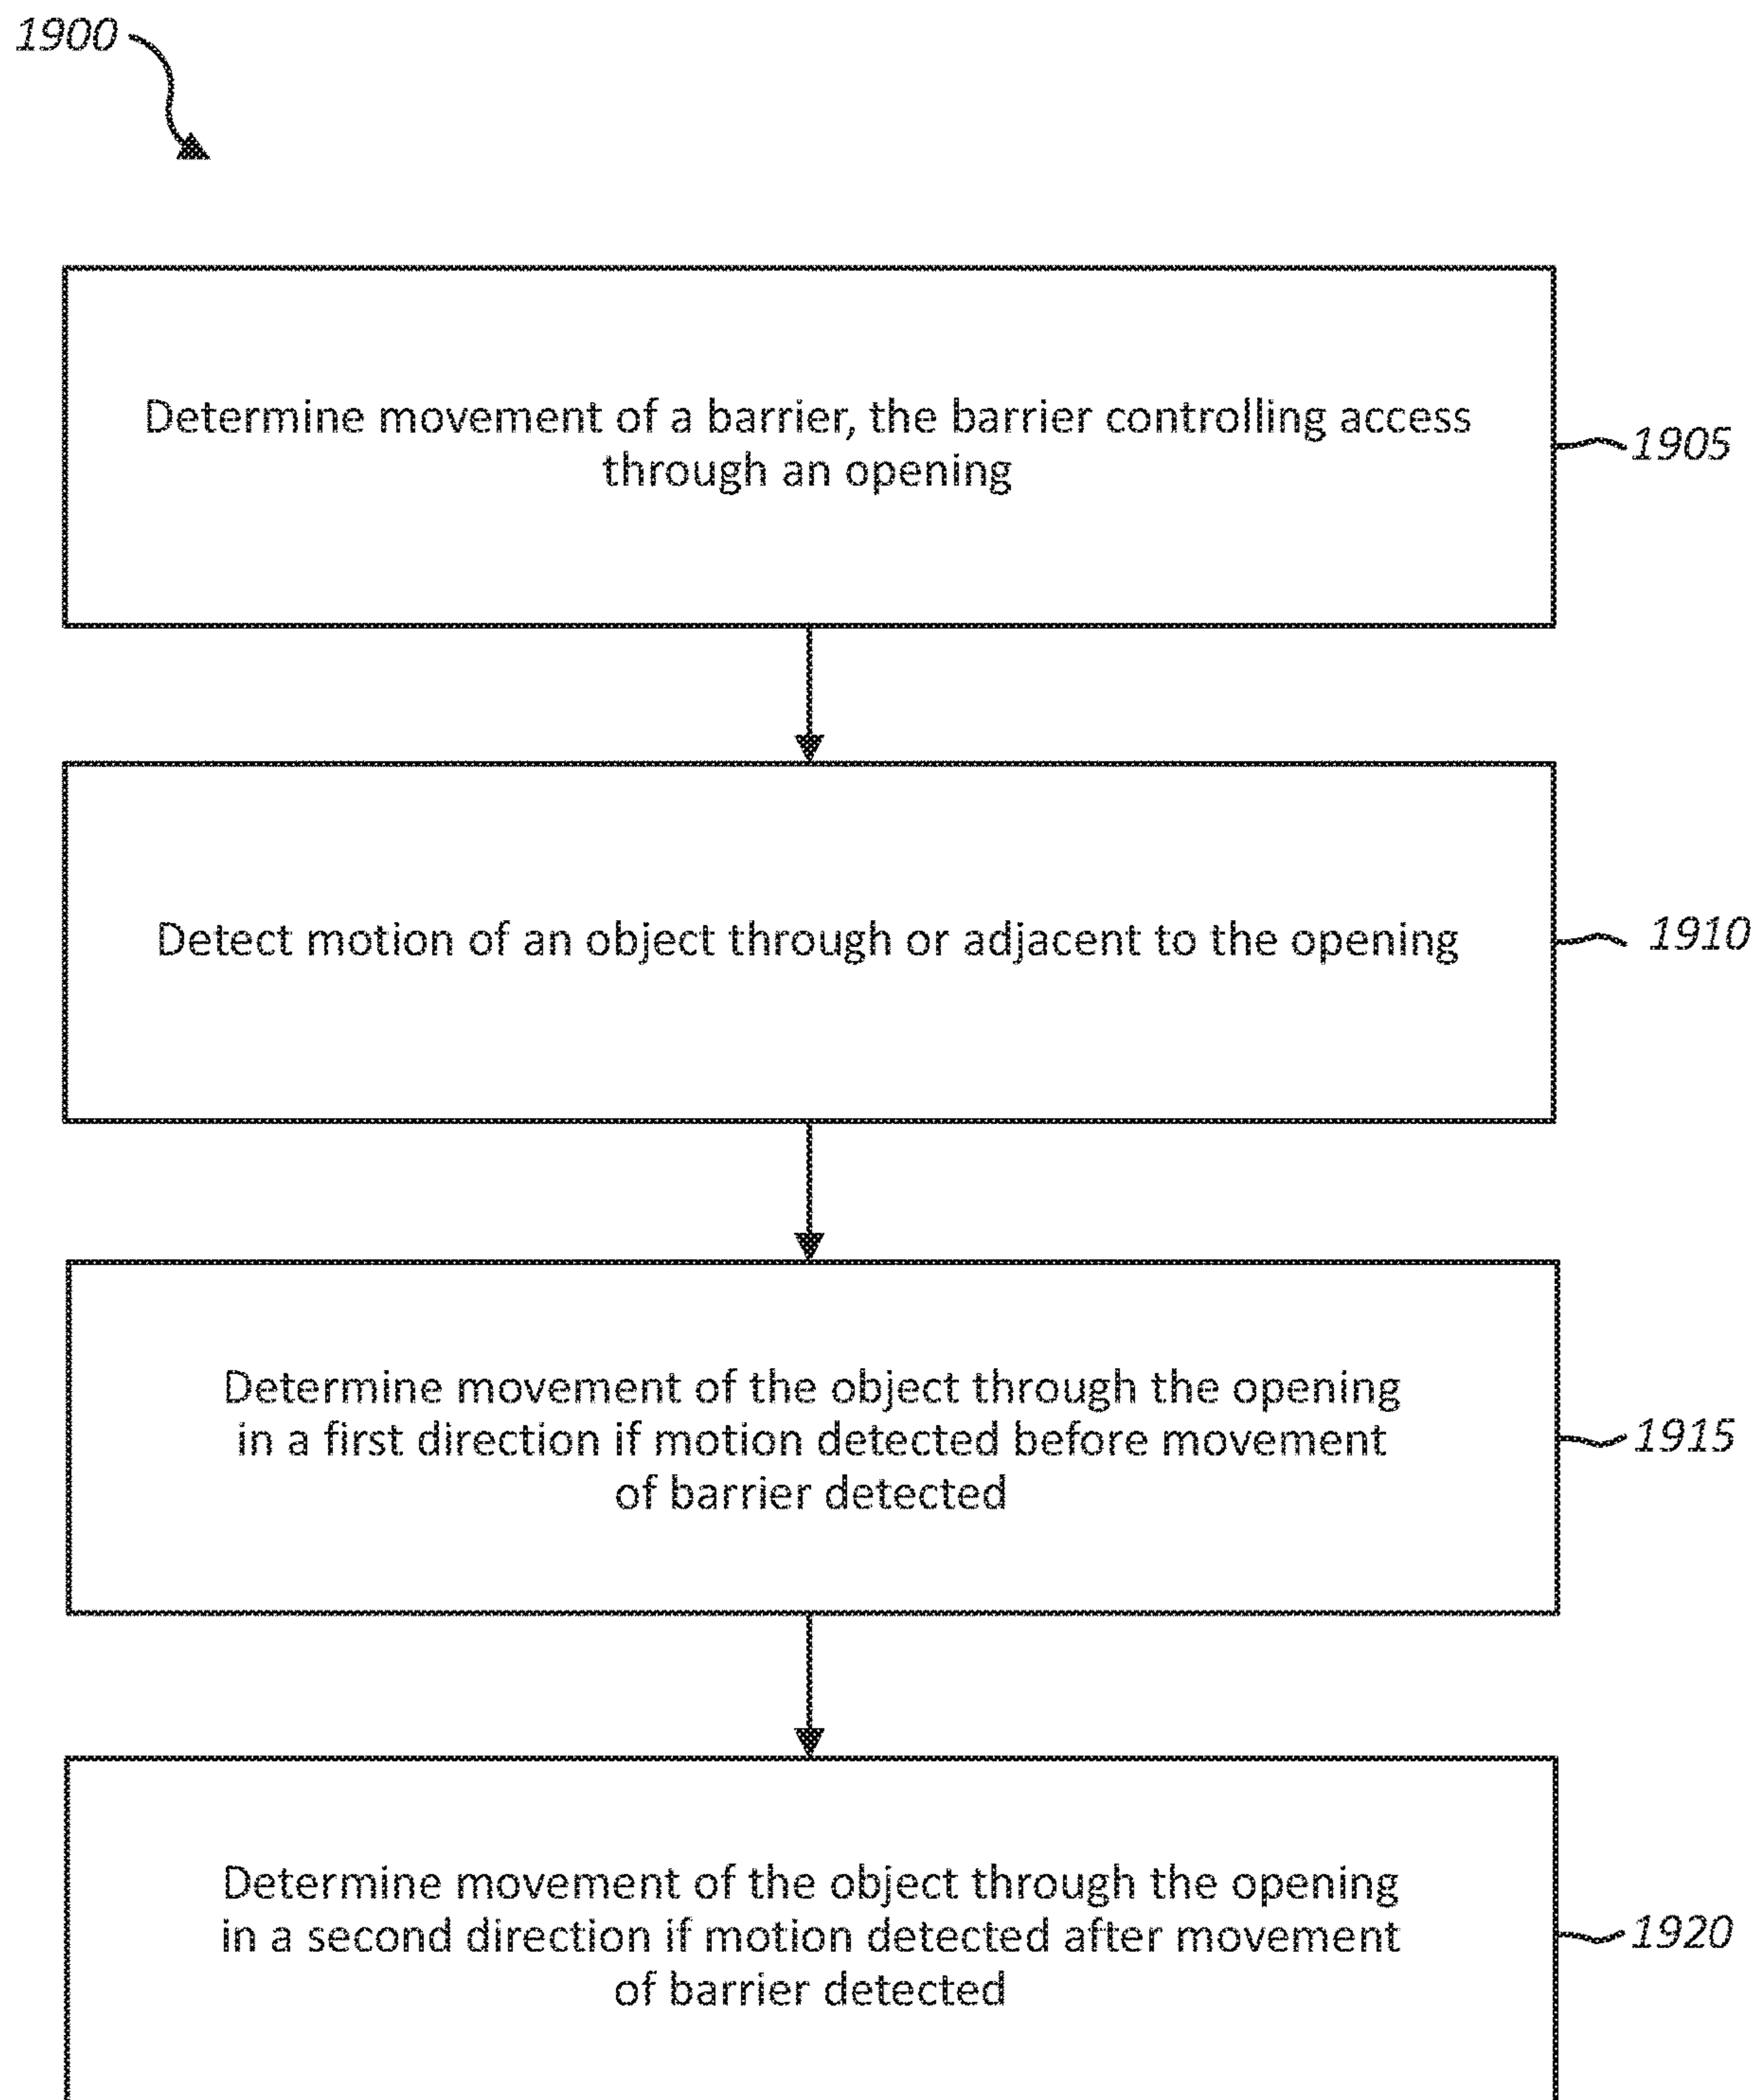 1900
Determine movement of a barrier, the barrier controlling access
through an opening
1905
Detect motion of an object through or adjacent to the opening
1910
Determine movement of the object through the opening
in a first direction if motion detected before movement
of barrier detected
1915
Determine movement of the object through the opening
in a second direction if motion detected after movement
of barrier detected
1920